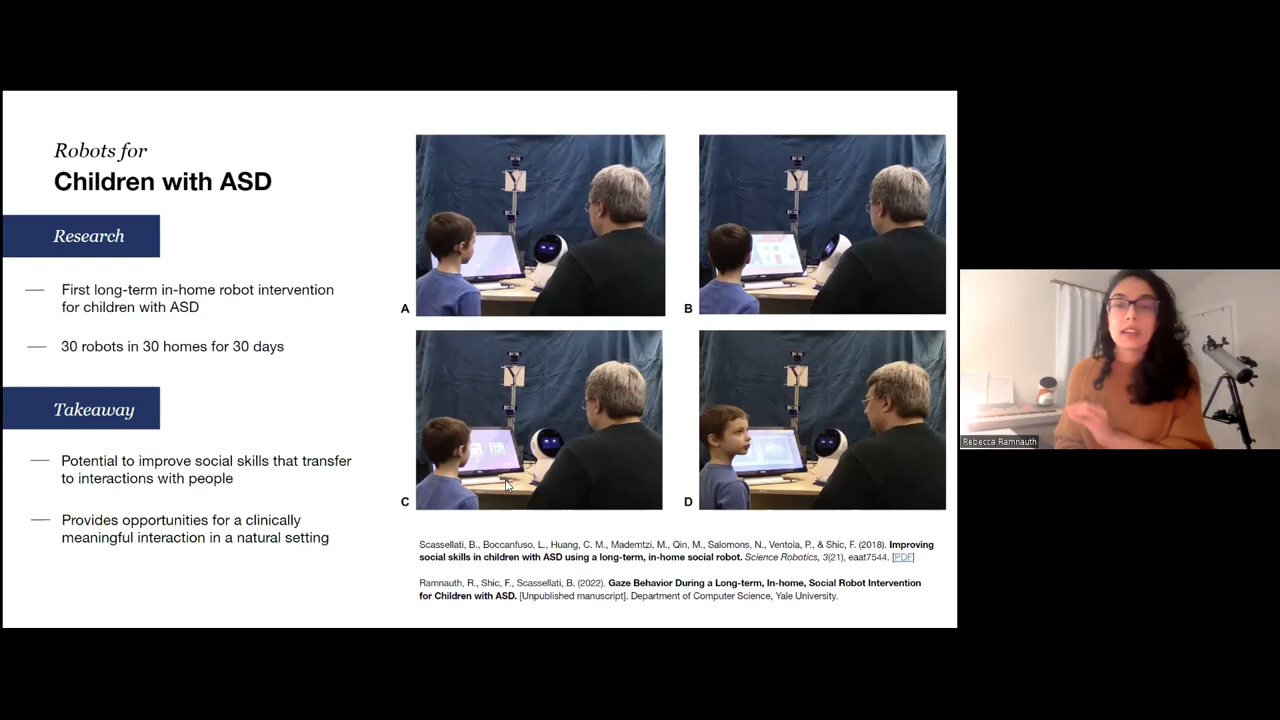 Robots for
Children with ASD
Research
— First long-term in-home robot intervention
for children with ASD
— 30 robots in 30 homes for 30 days
Takeaway
— Potential to improve social skills that transfer
to interactions with people
— Provides opportunities for a clinically
meaningful interaction in a natural setting
A
B
C
D
Scassellati, B., Boccanfuso, L., Huang, C. M., Mademtzi, M., Qin, M., Salomons, N., Ventola, P., & Shic, F. (2018). Improving
social skills in children with ASD using a long-term, in-home social robot. Science Robotics, 3(21), eaat7544. [PDF]
Ramnauth, R., Shic, F., Scassellati, B. (2022). Gaze Behavior During a Long-term, In-home, Social Robot Intervention
for Children with ASD. [Unpublished manuscript]. Department of Computer Science, Yale University.
Rebecca Ramnauth